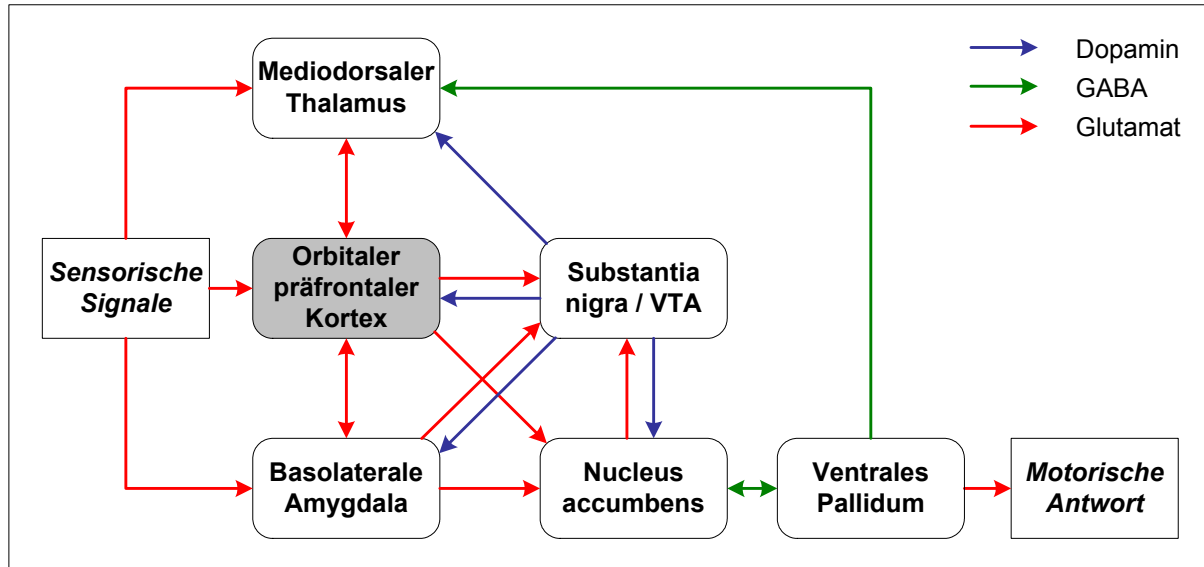 Mediodorsaler
Thalamus
Dopamin
GABA
Glutamat
Sensorische
Signale
Orbitaler
präfrontaler
Kortex
Substantia
nigra / VTA
Basolaterale
Amygdala
Nucleus
accumbens
Ventrales
Pallidum
Motorische
Antwort